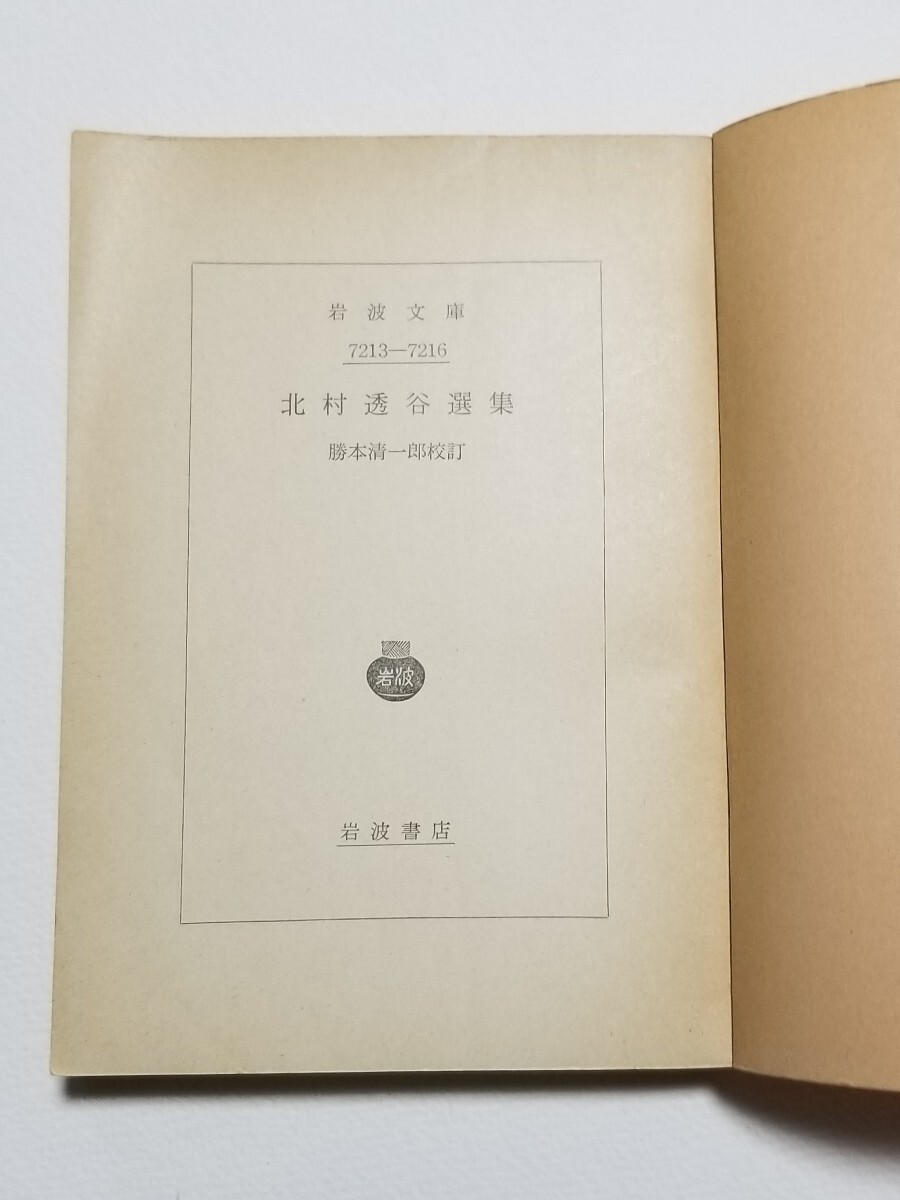 岩波文庫
7213—7216
北村透谷選集
勝本清一郎校訂
岩波
岩波書店